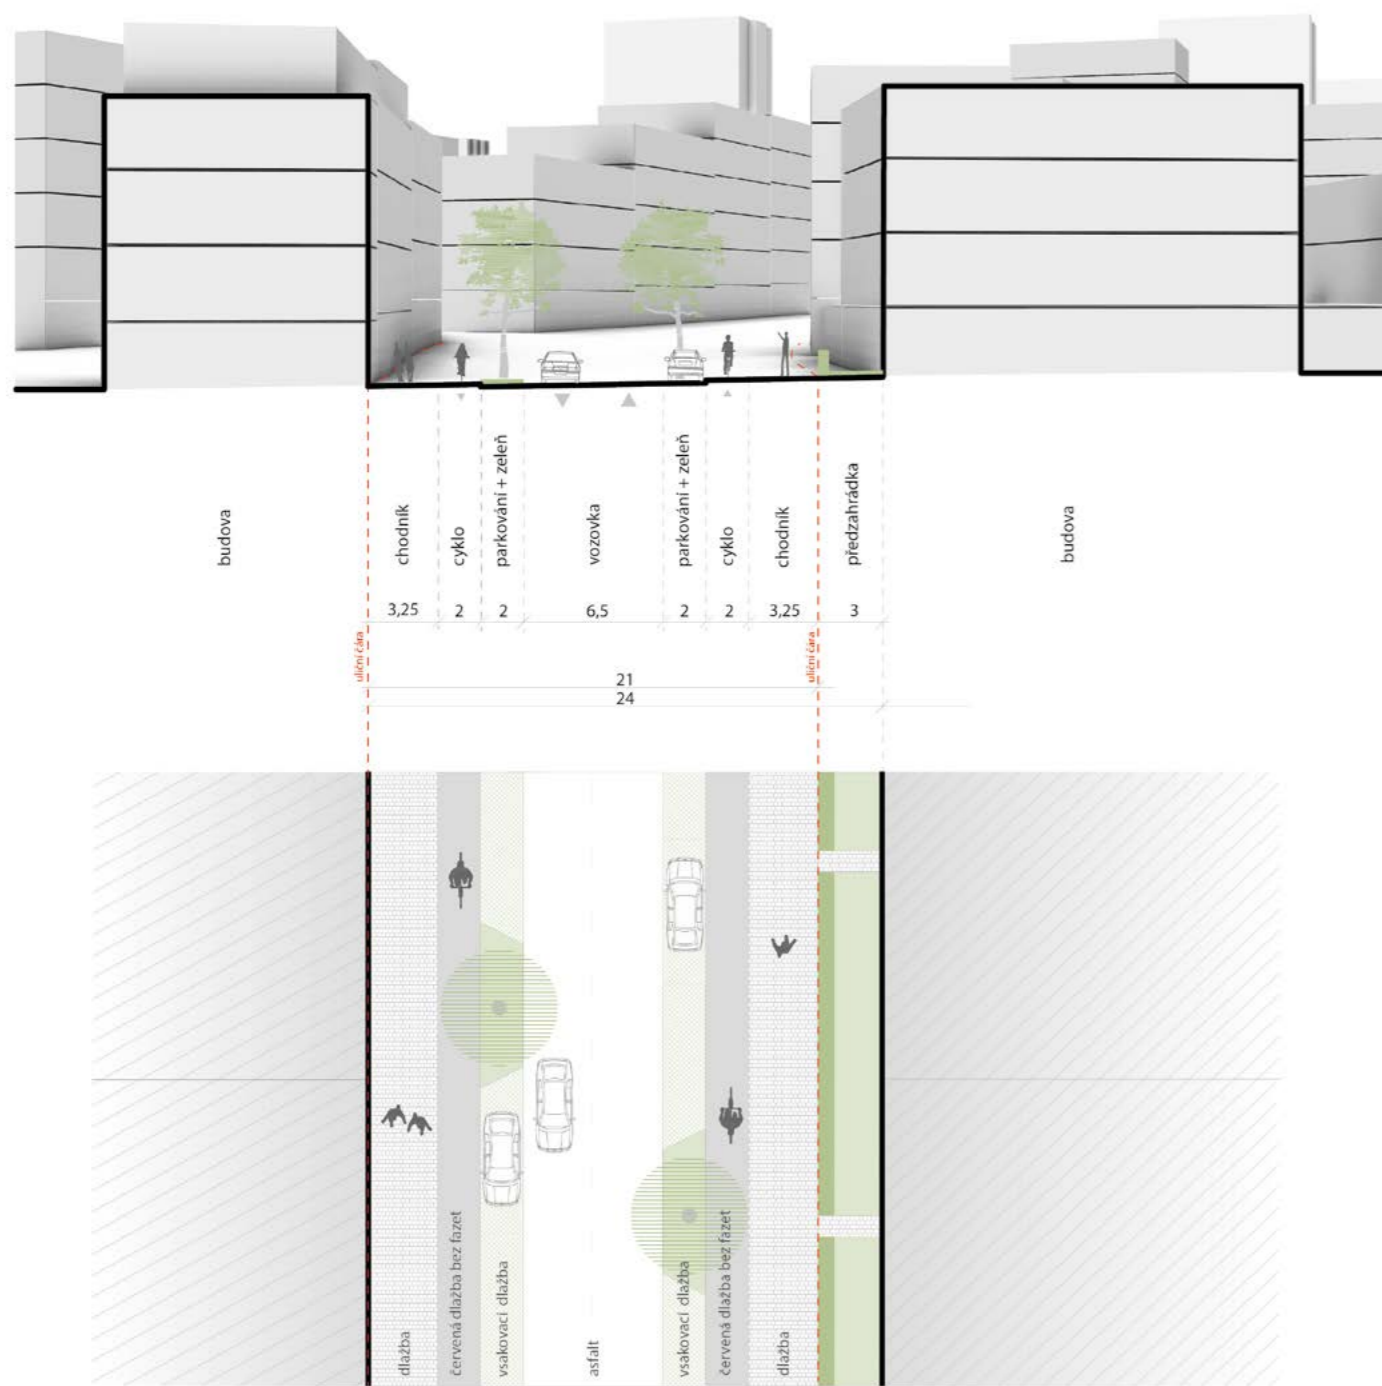 budova
chodník
cyklo
parkování + zeleň
vozovka
parkování + zeleň
cyklo
chodník
předzahrádka
budova
3,25
2
2
6,5
2
2
3,25
3
uliční čára
uliční čára
21
24
dlažba
červená dlažba bez fazet
vsakovací dlažba
asfalt
vsakovací dlažba
červená dlažba bez fazet
dlažba